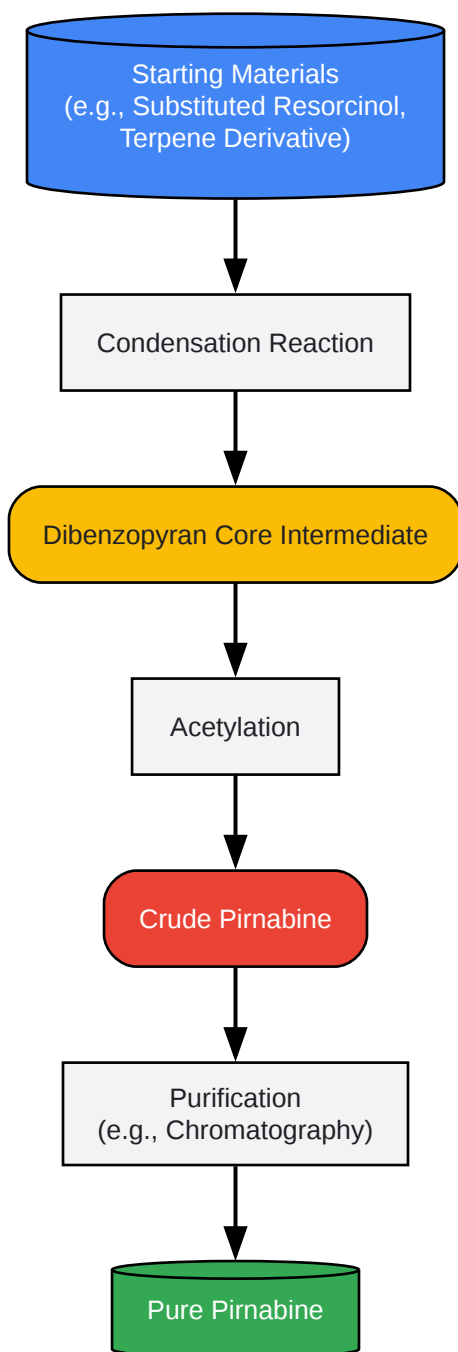 Starting Materials
(e.g., Substituted Resorcinol,
Terpene Derivative)
Condensation Reaction
Dibenzopyran Core Intermediate
Acetylation
Crude Pirnabine
Purification
(e.g., Chromatography)
Pure Pirnabine